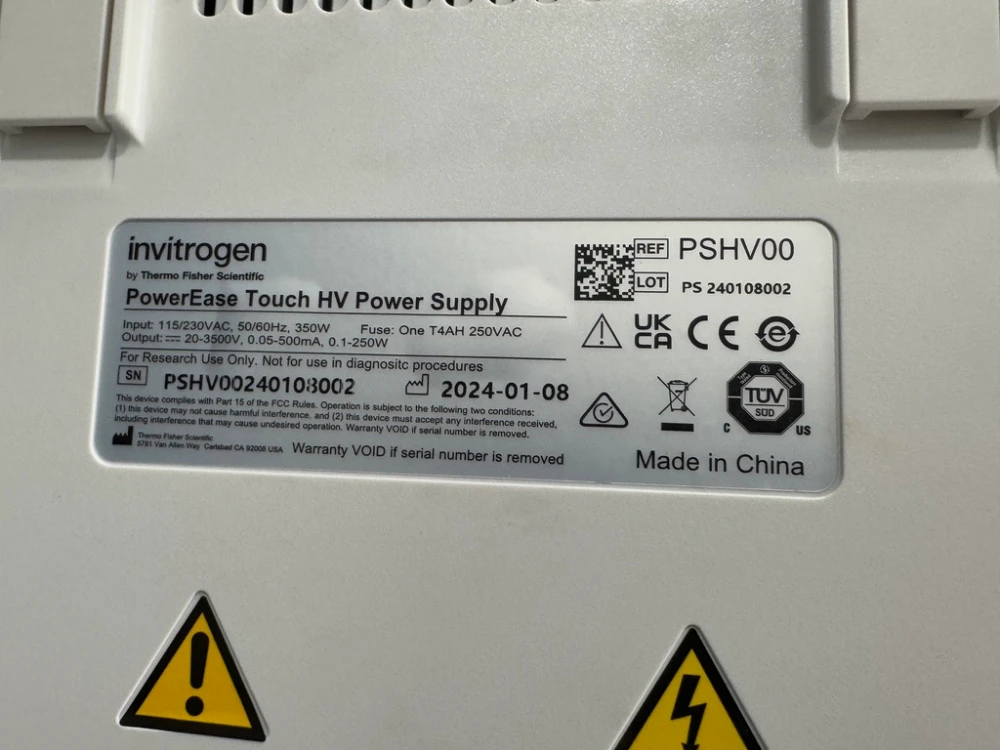 invitrogen
by Thermo Fisher Scientific
PowerEase Touch HV Power Supply
Input: 115/230VAC, 50/60Hz, 350W Fuse: One T4AH 250VAC
Output: ⎓ 20-3500V, 0.05-500mA, 0.1-250W
For Research Use Only. Not for use in diagnositc procedures
SN PSHV00240108002 2024-01-08
This device complies with Part 15 of the FCC Rules. Operation is subject to the following two conditions:
(1) this device may not cause harmful interference, and (2) this device must accept any interference received,
including interference that may cause undesired operation. Warranty VOID if serial number is removed.
Thermo Fisher Scientific
5781 Van Allen Way Carlsbad CA 92008 USA Warranty VOID if serial number is removed
REF PSHV00
LOT PS 240108002
UK
CA CE e
TÜV
SÜD
C US
Made in China